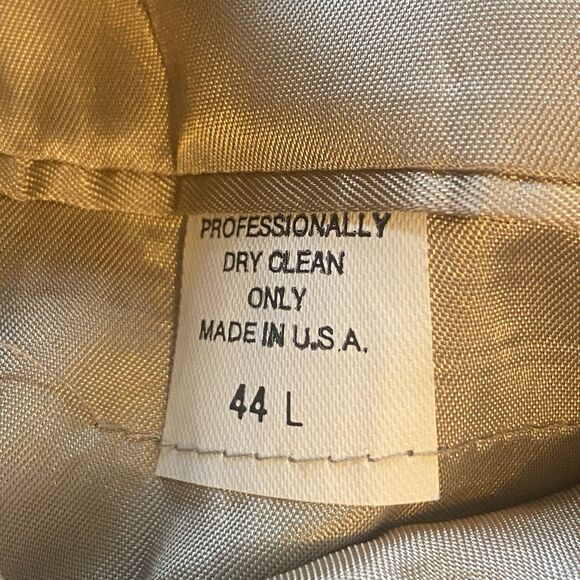 PROFESSIONALLY
DRY CLEAN
ONLY
MADE IN U.S.A.
44 L